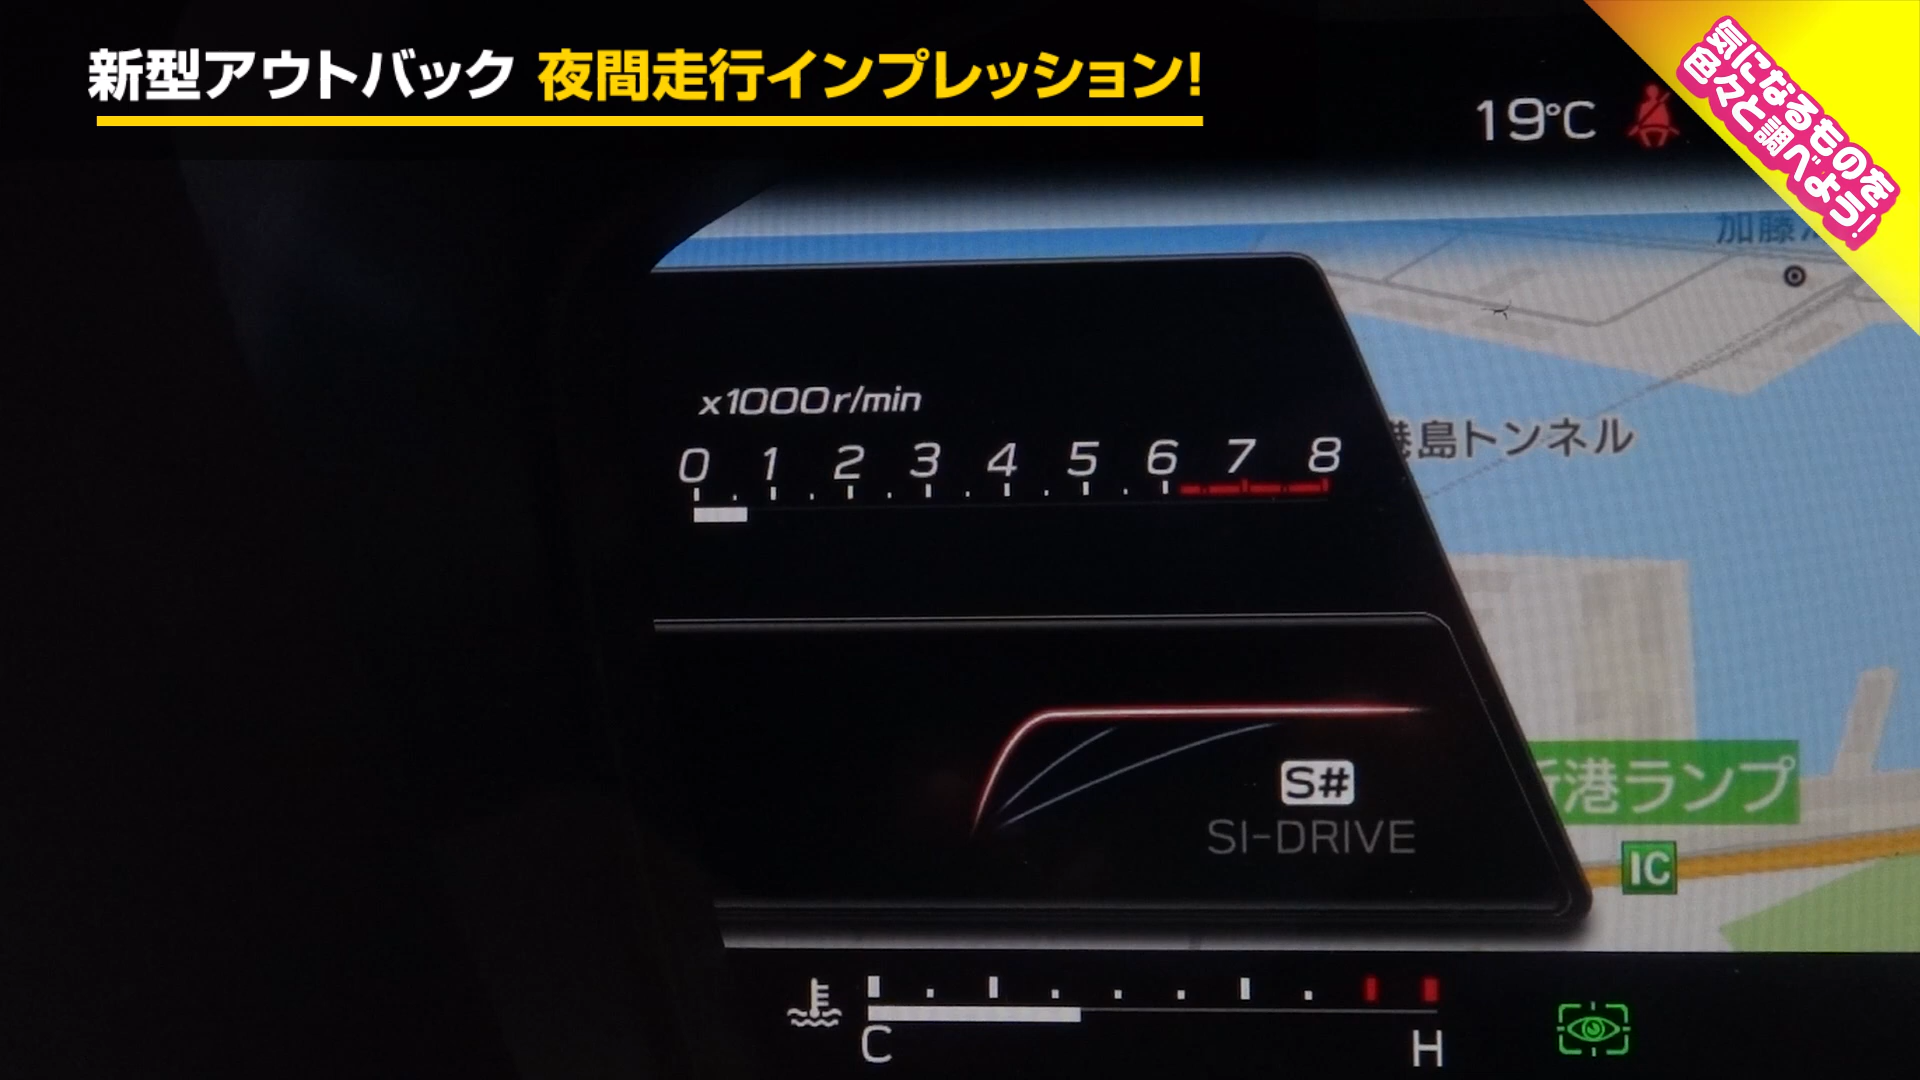 新型アウトバック 夜間走行インプレッション!
気になるものを
色々と調べよう!
19℃
加藤
x1000r/min
0 1 2 3 4 5 6 7 8
島トンネル
S#
SI-DRIVE
港ランプ
IC
C H